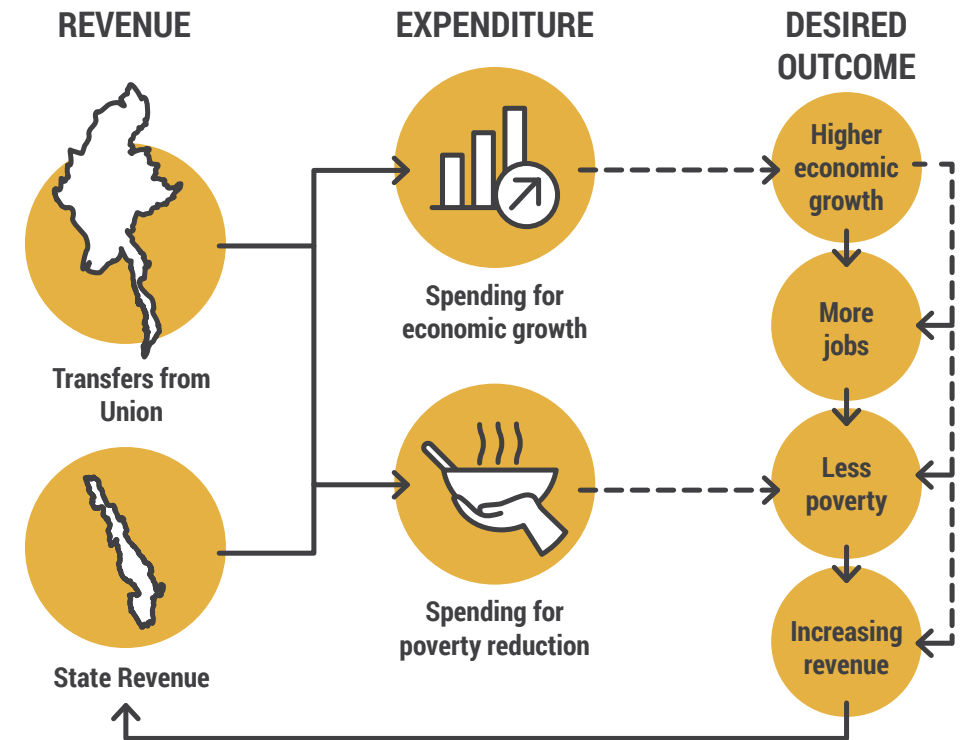 REVENUE
EXPENDITURE
DESIRED
OUTCOME
Transfers from
Union
State Revenue
Spending for
economic growth
Spending for
poverty reduction
Higher
economic
growth
More
jobs
Less
poverty
Increasing
revenue